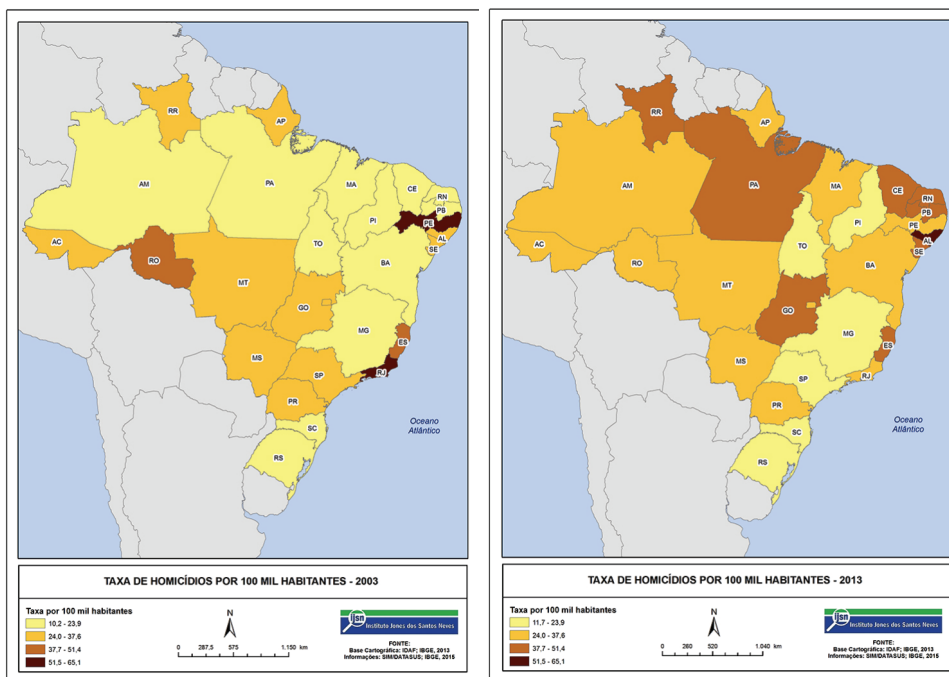 RR
AP
AM
PA
MA
CE
RN
PB
PI
PE
AL
SE
AC
TO
RO
BA
MT
GO
MG
MS
ES
SP
RJ
PR
SC
RS
Oceano
Atlântico
TAXA DE HOMICÍDIOS POR 100 MIL HABITANTES - 2003
Taxa por 100 mil habitantes
10,2 - 23,9
24,0 - 37,6
37,7 - 51,4
51,5 - 65,1
N
0 287,5 575 1.150 km
ijsn
Instituto Jones dos Santos Neves
FONTE:
Base Cartográfica: IDAF; IBGE, 2013
Informações: SIM/DATASUS; IBGE, 2015
RR
AP
AM
PA
MA
CE
RN
PB
PI
PE
AL
SE
AC
TO
RO
BA
MT
GO
MG
MS
ES
SP
RJ
PR
SC
RS
Oceano
Atlântico
TAXA DE HOMICÍDIOS POR 100 MIL HABITANTES - 2013
Taxa por 100 mil habitantes
11,7 - 23,9
24,0 - 37,6
37,7 - 51,4
51,5 - 65,1
N
0 260 520 1.040 km
ijsn
Instituto Jones dos Santos Neves
FONTE:
Base Cartográfica: IDAF; IBGE, 2013
Informações: SIM/DATASUS; IBGE, 2015